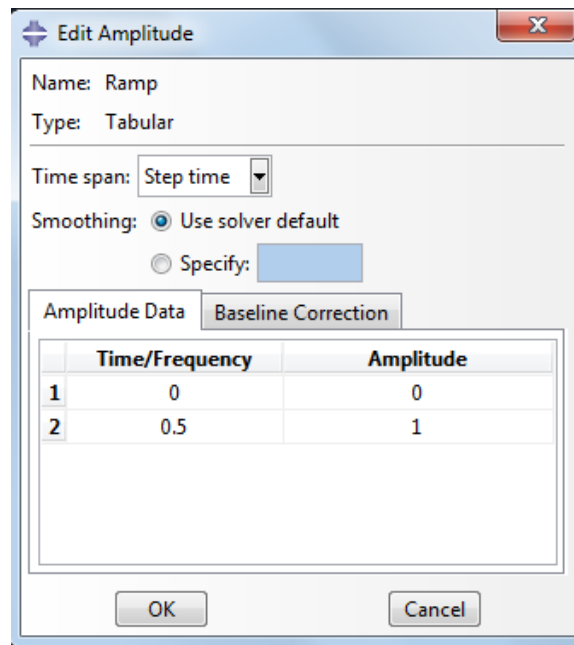 Edit Amplitude
Name: Ramp
Type: Tabular
Time span: Step time
Smoothing: Use solver default
Specify:
Amplitude Data Baseline Correction
Time/Frequency Amplitude
1 0 0
2 0.5 1
OK Cancel